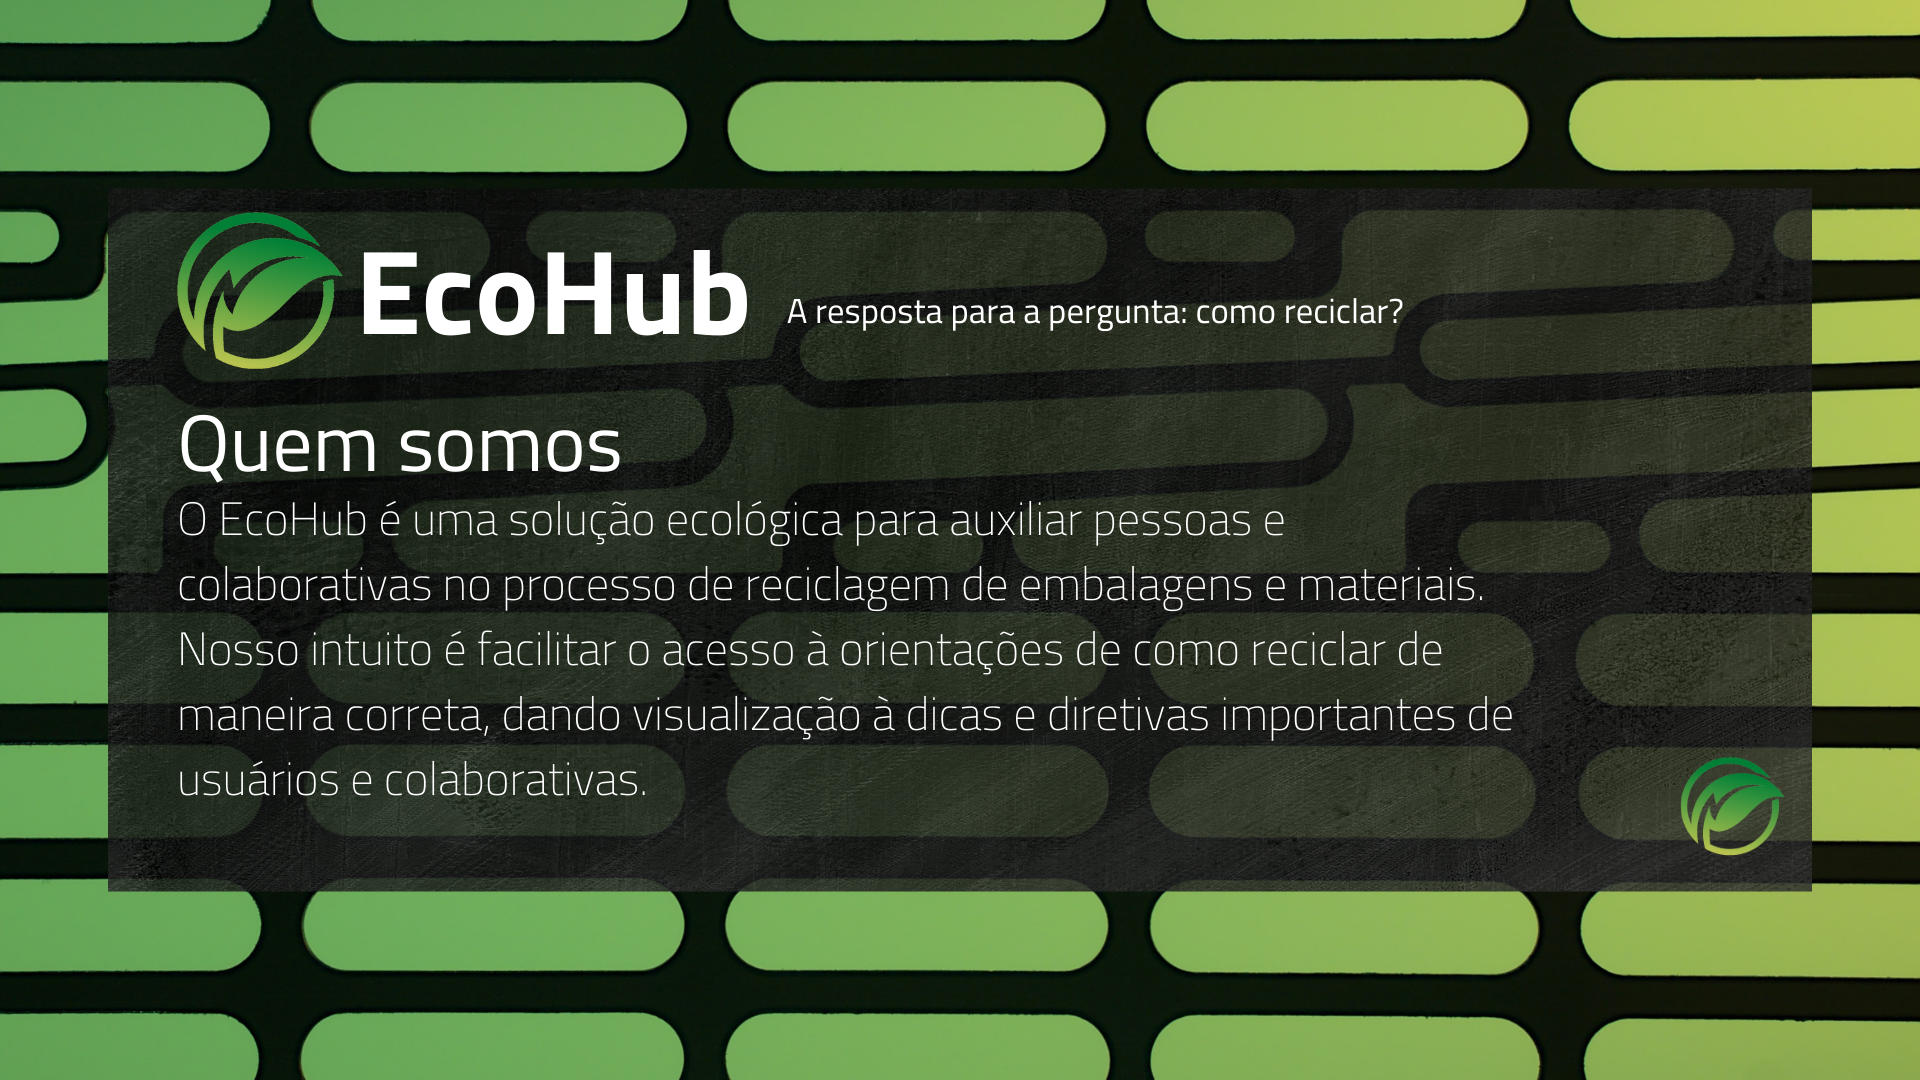 EcoHub
A resposta para a pergunta: como reciclar?
Quem somos
O EcoHub é uma solução ecológica para auxiliar pessoas e
colaborativas no processo de reciclagem de embalagens e materiais.
Nosso intuito é facilitar o acesso à orientações de como reciclar de
maneira correta, dando visualização à dicas e diretivas importantes de
usuários e colaborativas.